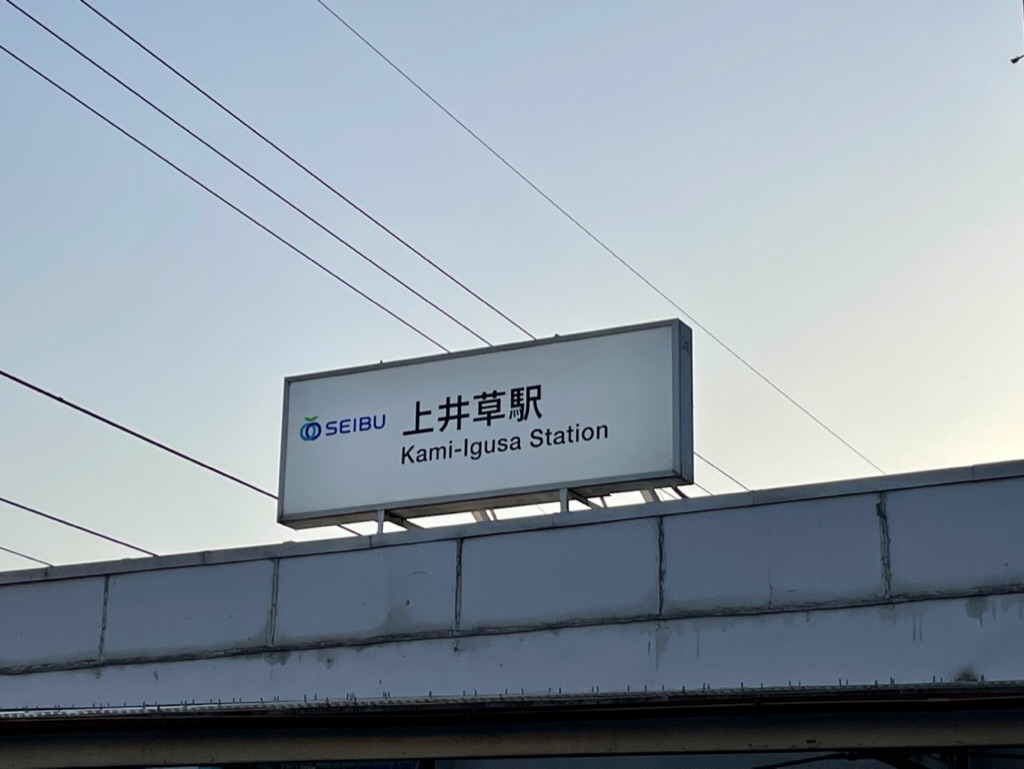 SEIBU
上井草駅
Kami-Igusa Station